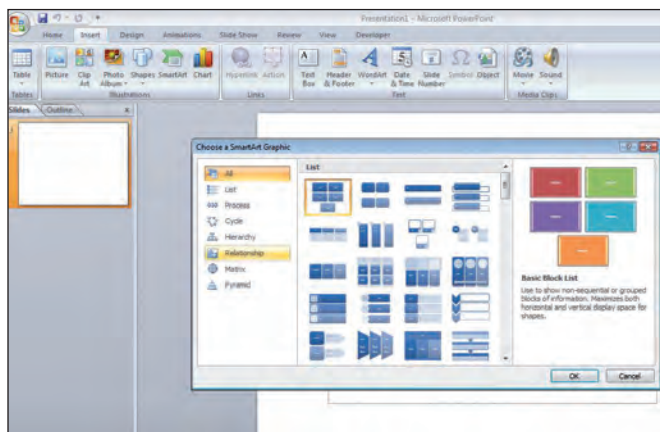 Presentation1 - Microsoft PowerPoint
Home Insert Design Animations Slide Show Review View Developer
Table Picture Clip Art Photo Album Shapes SmartArt Chart Hyperlink Action Text Box Header & Footer WordArt Date & Time Slide Number Symbol Object Movie Sound
Tables Illustrations Links Text Media Clips
Slides Outline x
Choose a SmartArt Graphic
All
List
Process
Cycle
Hierarchy
Relationship
Matrix
Pyramid
List
Basic Block List
Use to show non-sequential or grouped
blocks of information. Maximizes both
horizontal and vertical display space for
shapes.
OK Cancel